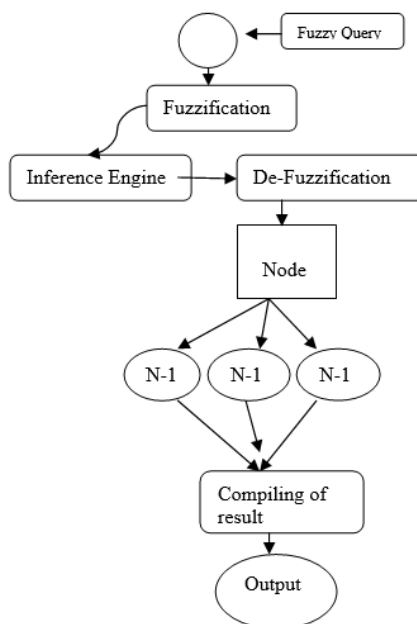 Fuzzy Query
Fuzzification
Inference Engine
De-Fuzzification
Node
N-1
N-1
N-1
Compiling of
result
Output